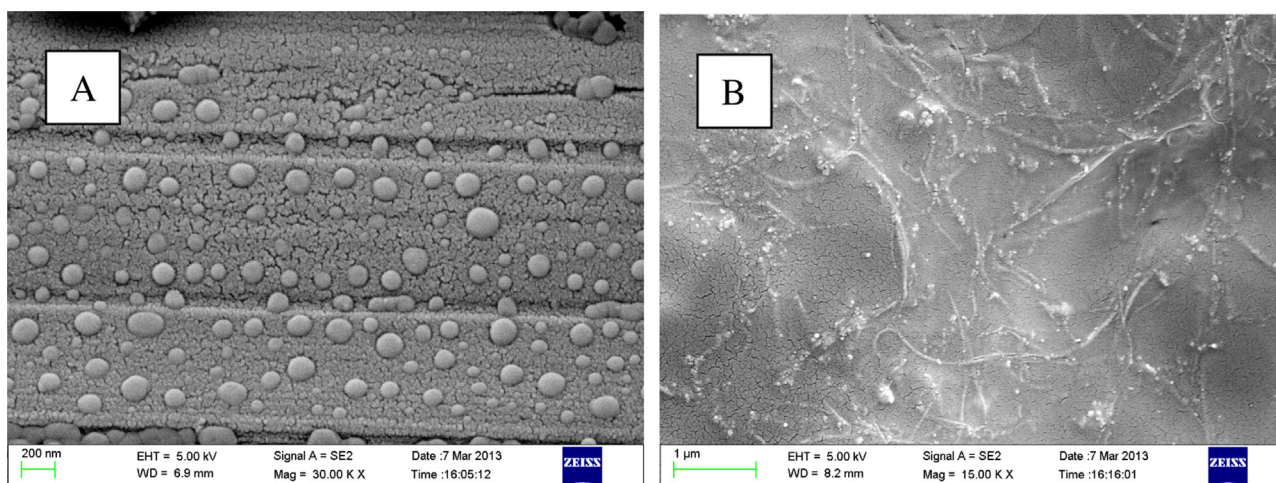 A
200 nm
EHT = 5.00 kV
WD = 6.9 mm
Signal A = SE2
Mag = 30.00 K X
Date :7 Mar 2013
Time :16:05:12
ZEISS
B
1 µm
EHT = 5.00 kV
WD = 8.2 mm
Signal A = SE2
Mag = 15.00 K X
Date :7 Mar 2013
Time :16:16:01
ZEISS